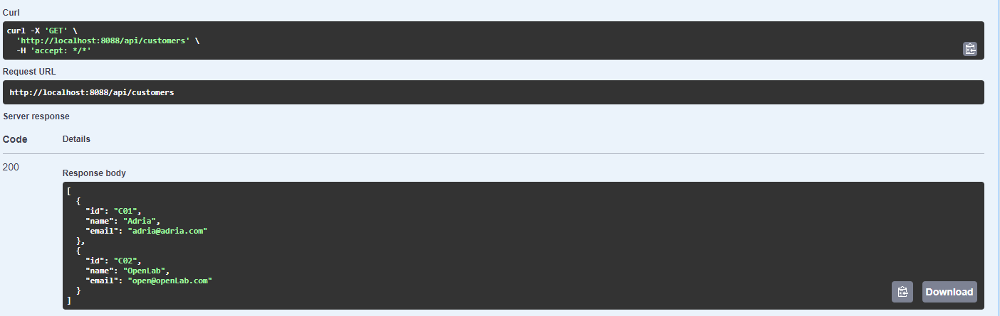 Curl
curl -X 'GET' \
  'http://localhost:8088/api/customers' \
  -H 'accept: */*'
Request URL
http://localhost:8088/api/customers
Server response
Code Details
200
Response body
[
  {
    "id": "C01",
    "name": "Adria",
    "email": "adria@adria.com"
  },
  {
    "id": "C02",
    "name": "OpenLab",
    "email": "open@openLab.com"
  }
]
Download